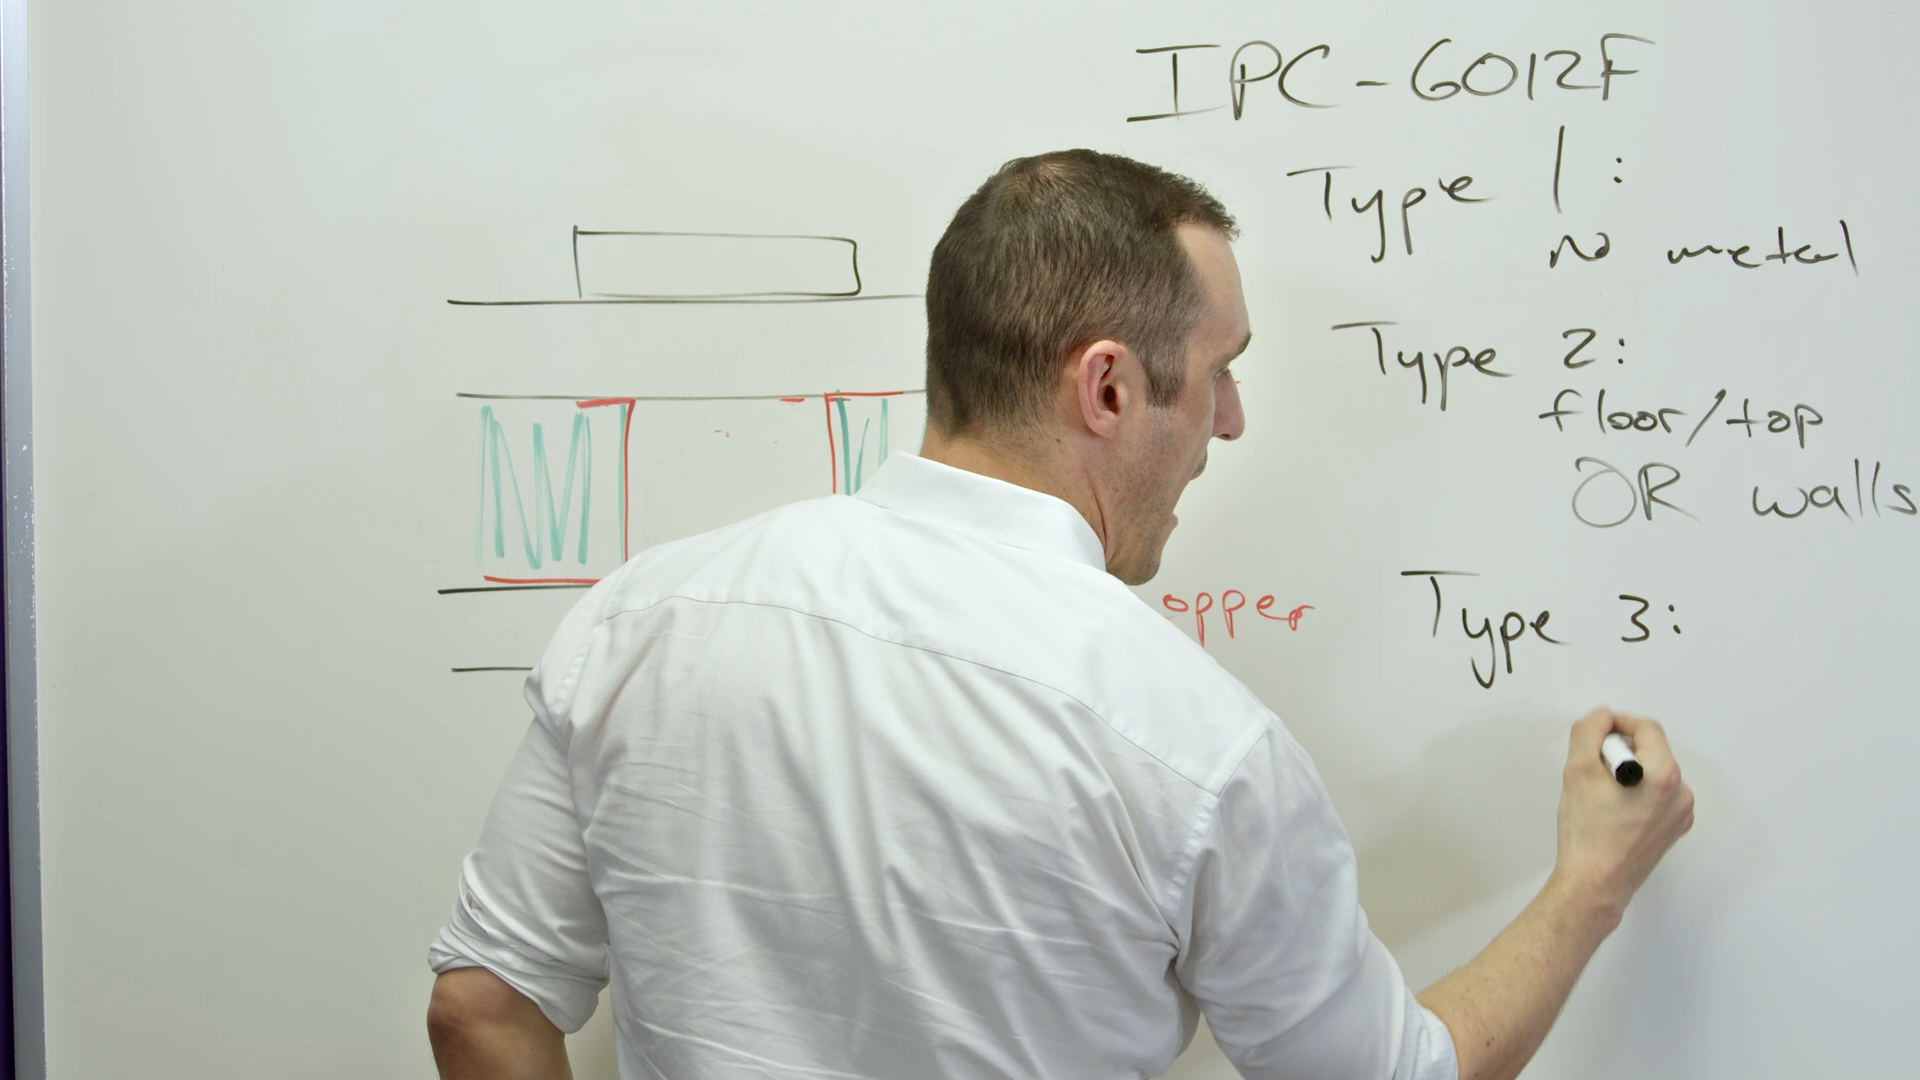 IPC-6012F
Type 1:
no metal
Type 2:
floor/top
OR walls
opper
Type 3: